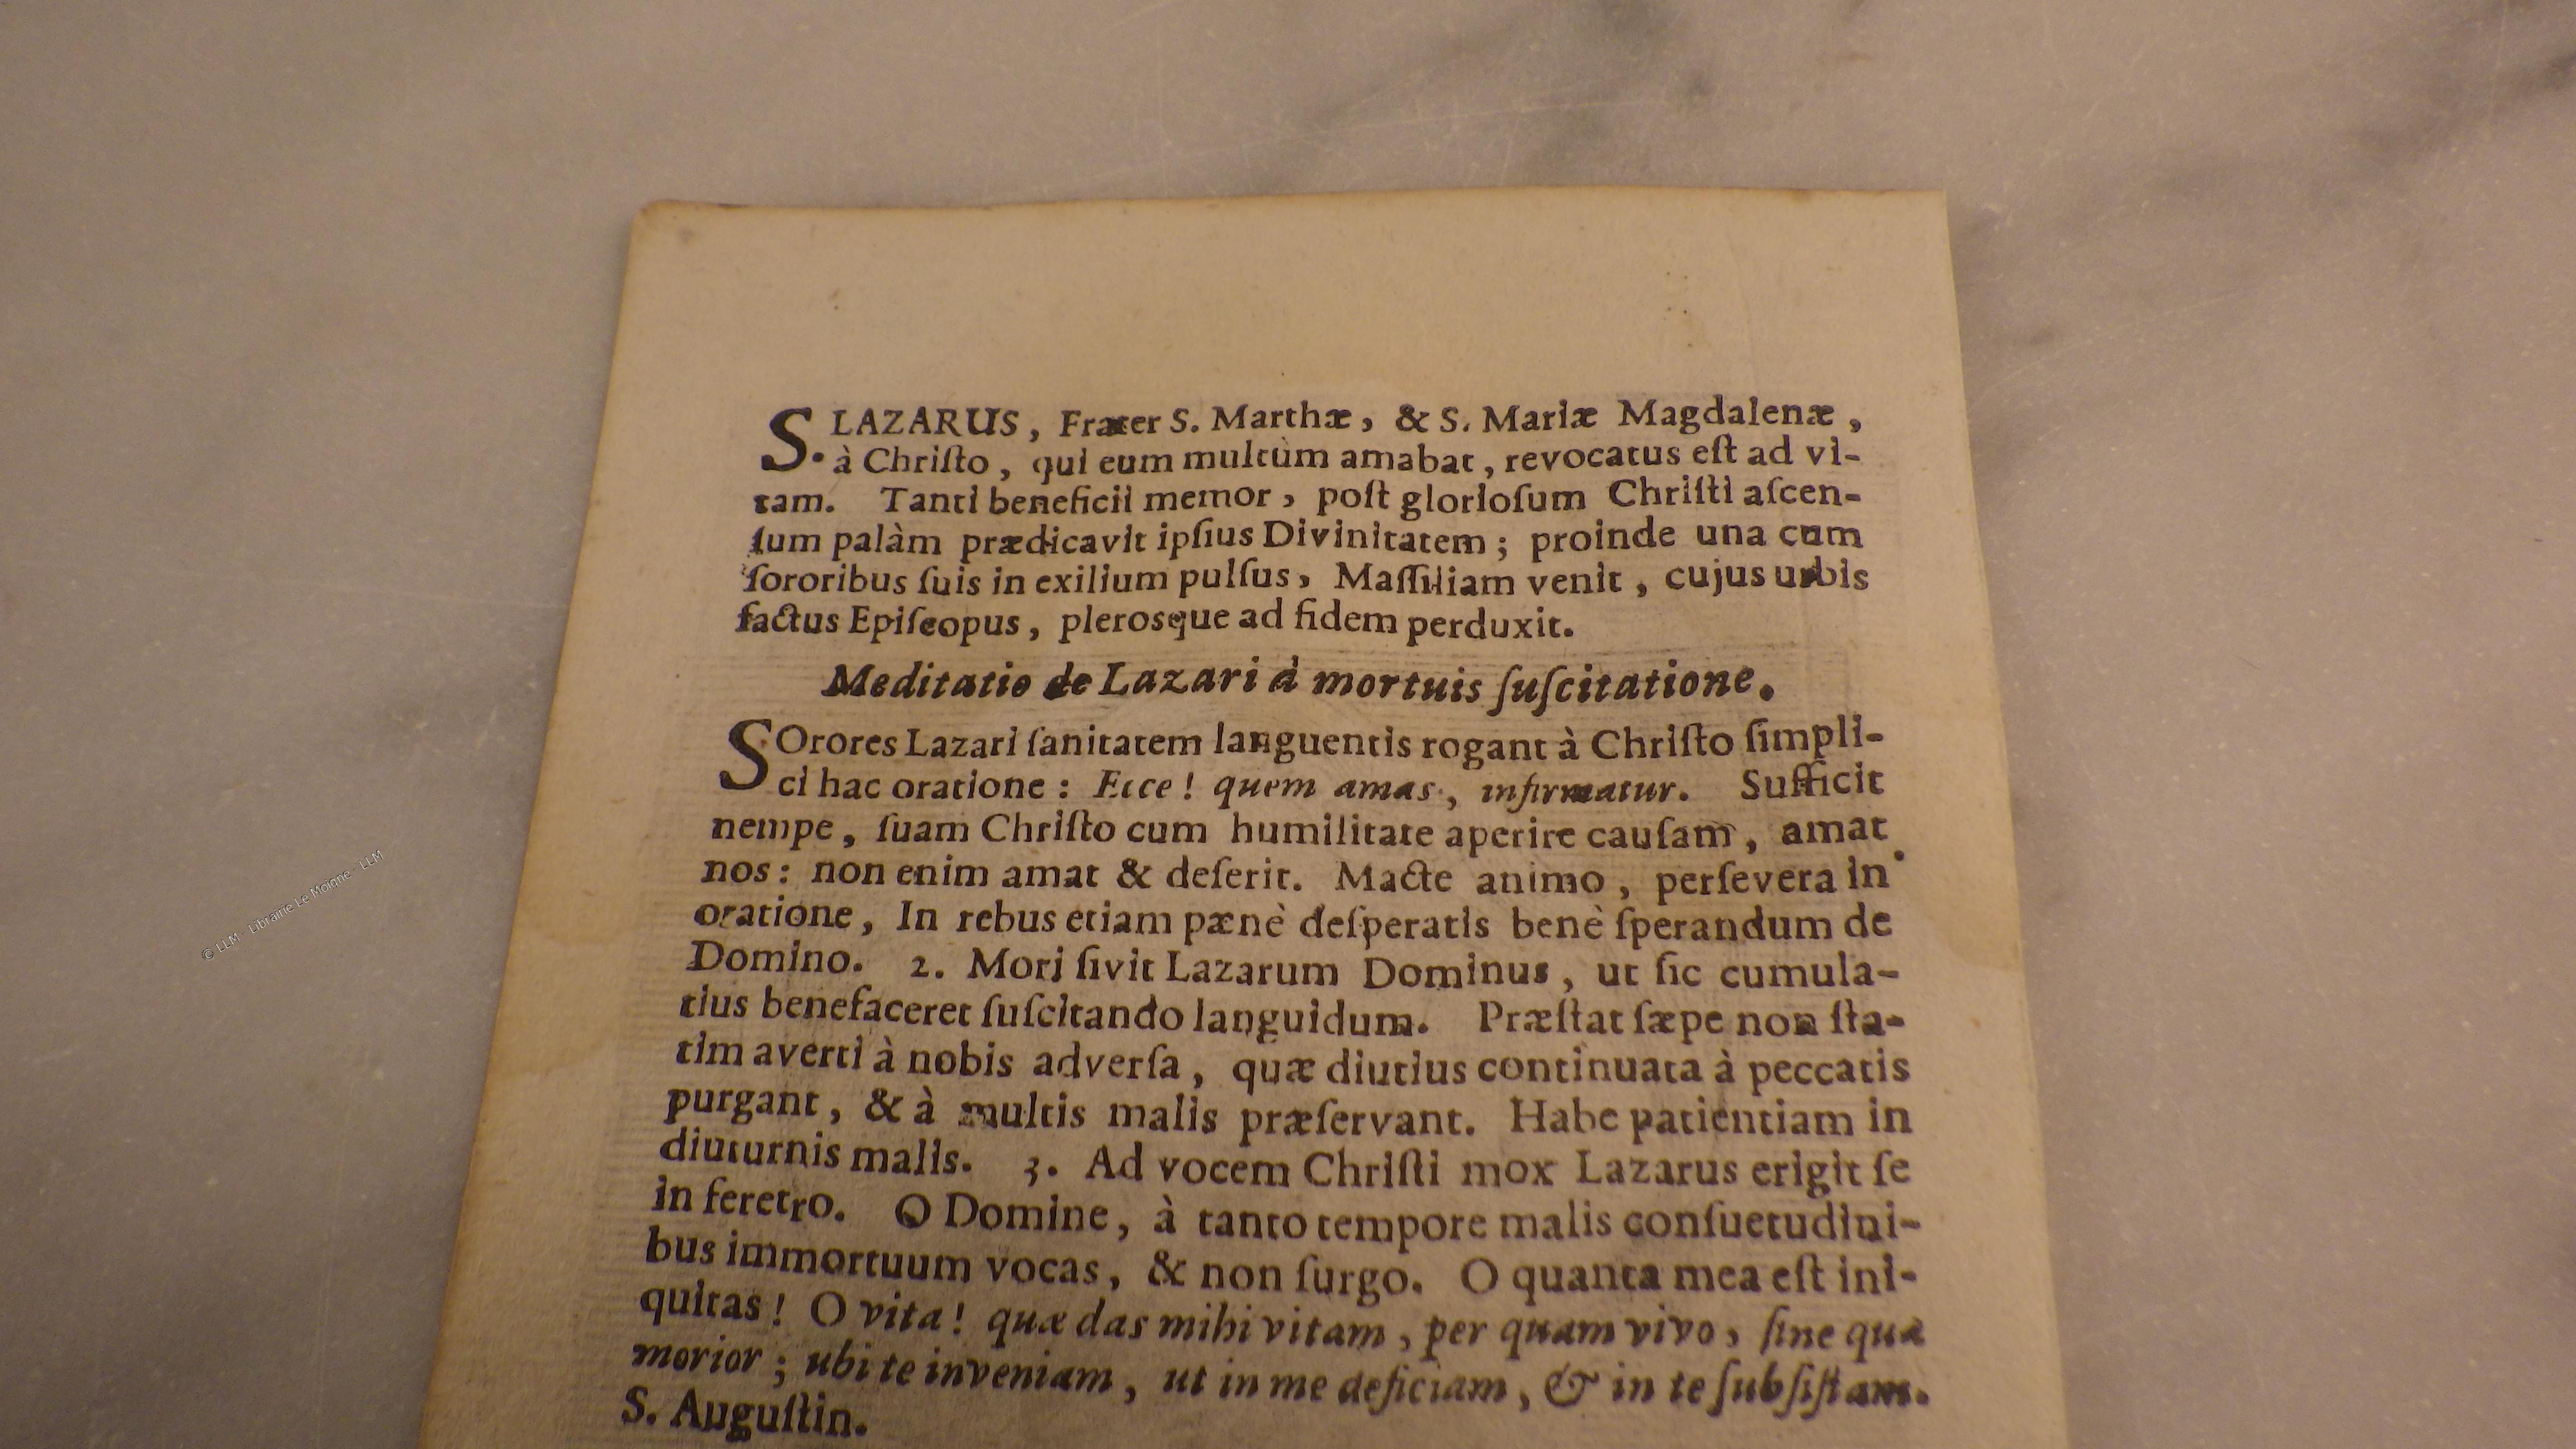 S. LAZARUS, Frater S. Marthæ, & S. Mariæ Magdalenæ,
à Chriſto, qui eum multùm amabat, revocatus eſt ad vi-
tam. Tanti beneficii memor, poſt glorioſum Chriſti aſcen-
ſum palàm prædicavit ipſius Divinitatem; proinde una cum
ſororibus ſuis in exilium pulſus, Maſſiliam venit, cujus urbis
factus Epiſcopus, plerosque ad fidem perduxit.
Meditatio de Lazari à mortuis ſuſcitatione.
SOrores Lazari ſanitatem languentis rogant à Chriſto ſimpli-
ci hac oratione: Ecce! quem amas, infirmatur. Sufficit
nempe, ſuam Chriſto cum humilitate aperire cauſam, amat
nos: non enim amat & deſerit. Macte animo, perſevera in
oratione, In rebus etiam pænè deſperatis benè ſperandum de
Domino. 2. Mori ſivit Lazarum Dominus, ut ſic cumula-
tius benefaceret ſuſcitando languidum. Præſtat ſæpe non ſta-
tim averti à nobis adverſa, quæ diutius continuata à peccatis
purgant, & à multis malis præſervant. Habe patientiam in
diuturnis malis. 3. Ad vocem Chriſti mox Lazarus erigit ſe
in feretro. O Domine, à tanto tempore malis conſuetudini-
bus immortuum vocas, & non ſurgo. O quanta mea eſt ini-
quitas! O vita! quæ das mihi vitam, per quam vivo, ſine qua
morior; ubi te inveniam, ut in me deficiam, & in te ſubſiſtam.
S. Auguſtin.
© LLM - Librairie Le Moigne - LLM